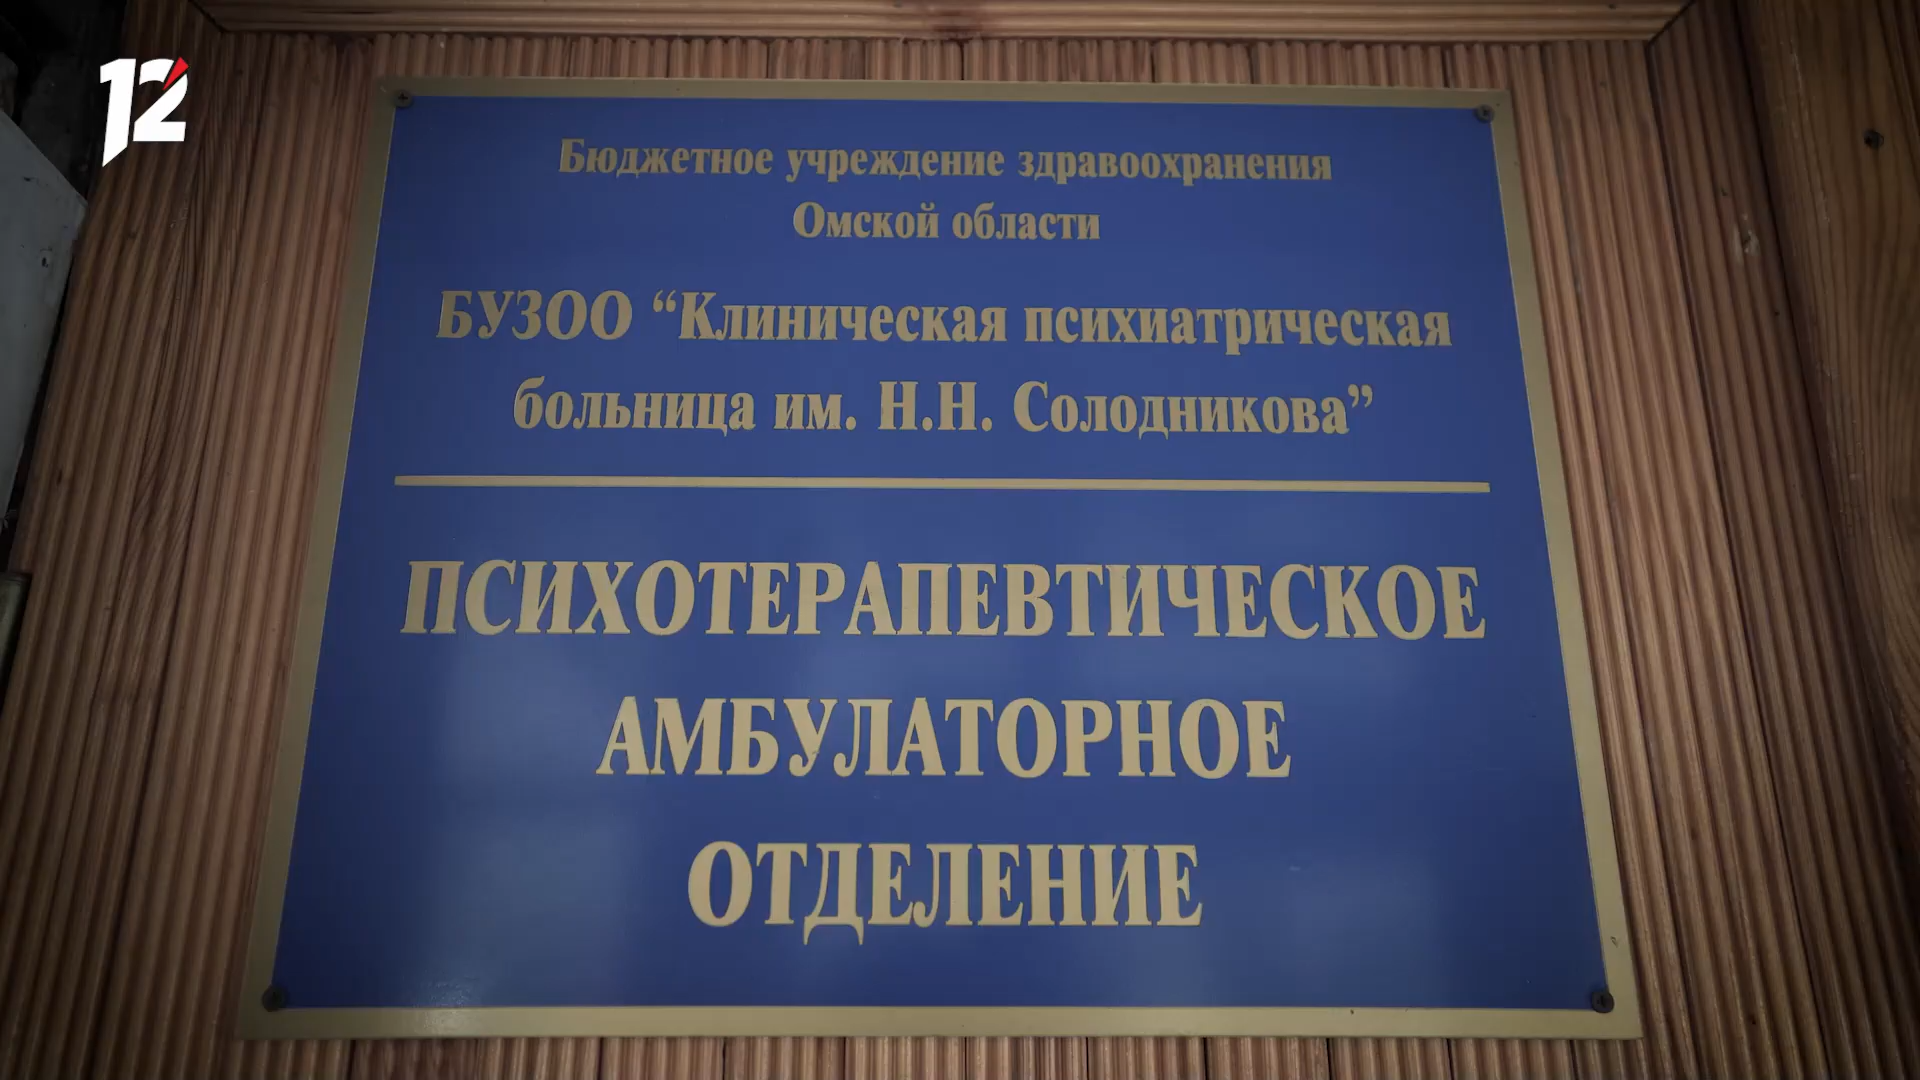 12
Бюджетное учреждение здравоохранения
Омской области
БУЗОО “Клиническая психиатрическая
больница им. Н.Н. Солодникова”
ПСИХОТЕРАПЕВТИЧЕСКОЕ
АМБУЛАТОРНОЕ
ОТДЕЛЕНИЕ